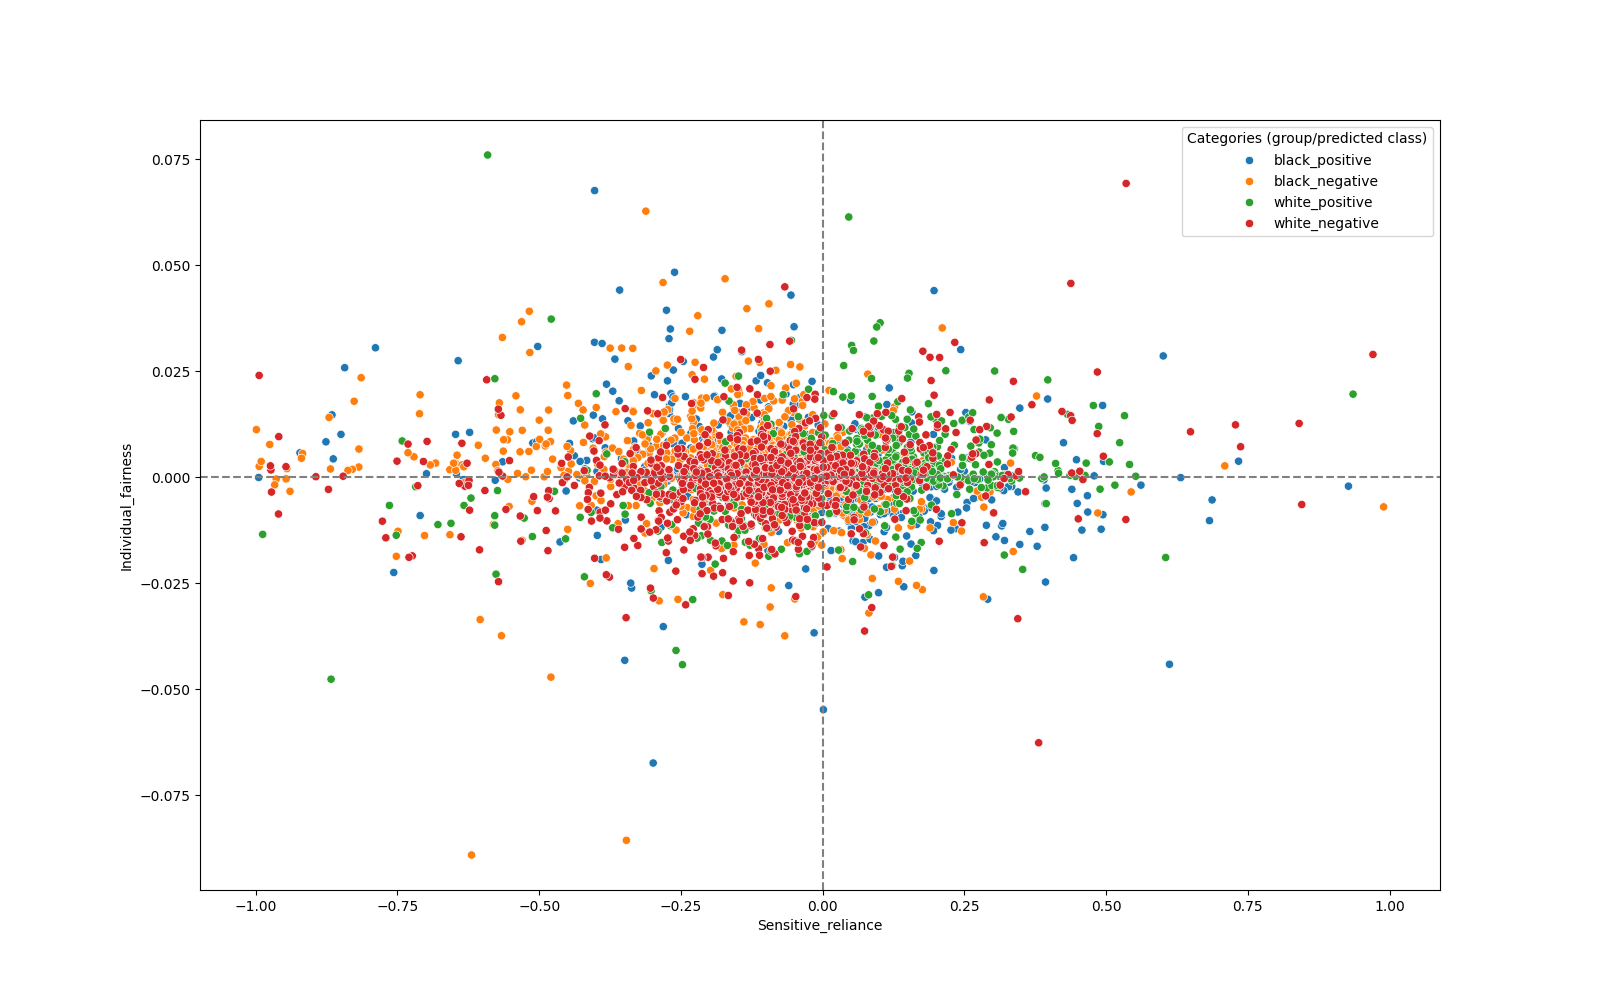 Categories (group/predicted class)
black_positive
black_negative
white_positive
white_negative
0.075
0.050
0.025
0.000
−0.025
−0.050
−0.075
Individual_fairness
−1.00 −0.75 −0.50 −0.25 0.00 0.25 0.50 0.75 1.00
Sensitive_reliance